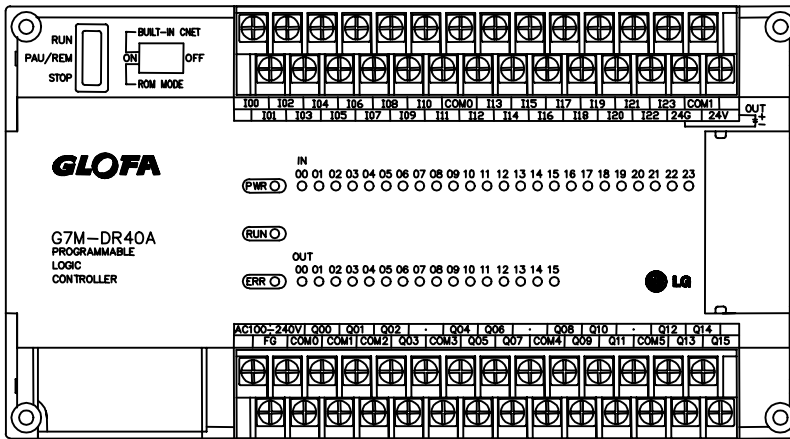 RUN
PAU/REM
STOP
BUILT-IN CNET
ON OFF
ROM MODE
I00 I02 I04 I06 I08 I10 COM0 I13 I15 I17 I19 I21 I23 COM1
I01 I03 I05 I07 I09 I11 I12 I14 I16 I18 I20 I22 24G 24V
OUT
+
-
GLOFA
IN
00 01 02 03 04 05 06 07 08 09 10 11 12 13 14 15 16 17 18 19 20 21 22 23
PWR
G7M-DR40A
PROGRAMMABLE
LOGIC
CONTROLLER
RUN
OUT
00 01 02 03 04 05 06 07 08 09 10 11 12 13 14 15
ERR
LG
AC100-240V Q00 Q01 Q02 · Q04 Q06 · Q08 Q10 · Q12 Q14
FG COM0 COM1 COM2 Q03 COM3 Q05 Q07 COM4 Q09 Q11 COM5 Q13 Q15